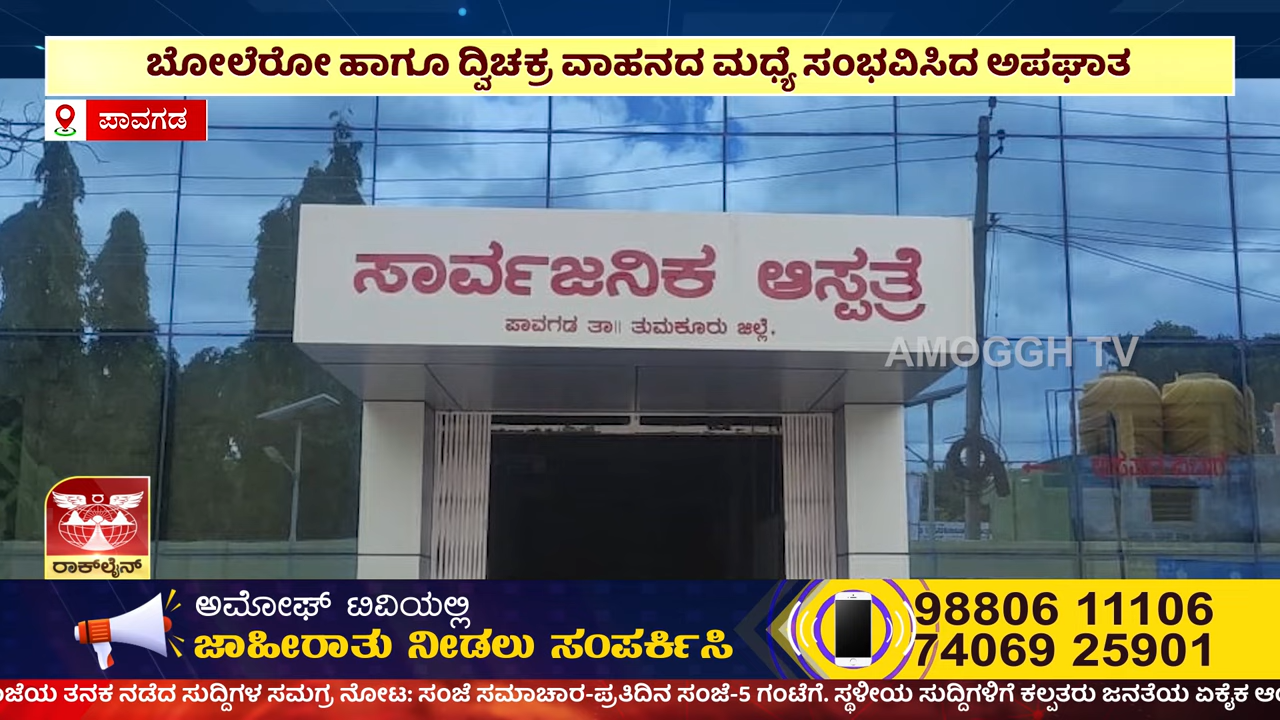 ಬೋಲೆರೋ ಹಾಗೂ ದ್ವಿಚಕ್ರ ವಾಹನದ ಮಧ್ಯೆ ಸಂಭವಿಸಿದ ಅಪಘಾತ
ಪಾವಗಡ
ಸಾರ್ವಜನಿಕ ಆಸ್ಪತ್ರೆ
ಪಾವಗಡ ತಾ॥ ತುಮಕೂರು ಜಿಲ್ಲೆ.
AMOGGH TV
ರಾಕ್‌ಲೈನ್
ಅಮೋಘ್ ಟಿವಿಯಲ್ಲಿ
ಜಾಹೀರಾತು ನೀಡಲು ಸಂಪರ್ಕಿಸಿ
98806 11106
74069 25901
ತನಕ ನಡೆದ ಸುದ್ದಿಗಳ ಸಮಗ್ರ ನೋಟ: ಸಂಜೆ ಸಮಾಚಾರ-ಪ್ರತಿದಿನ ಸಂಜೆ-5 ಗಂಟೆಗೆ. ಸ್ಥಳೀಯ ಸುದ್ದಿಗಳಿಗೆ ಕಲ್ಪತರು ಜನತೆಯ ಏಕೈಕ